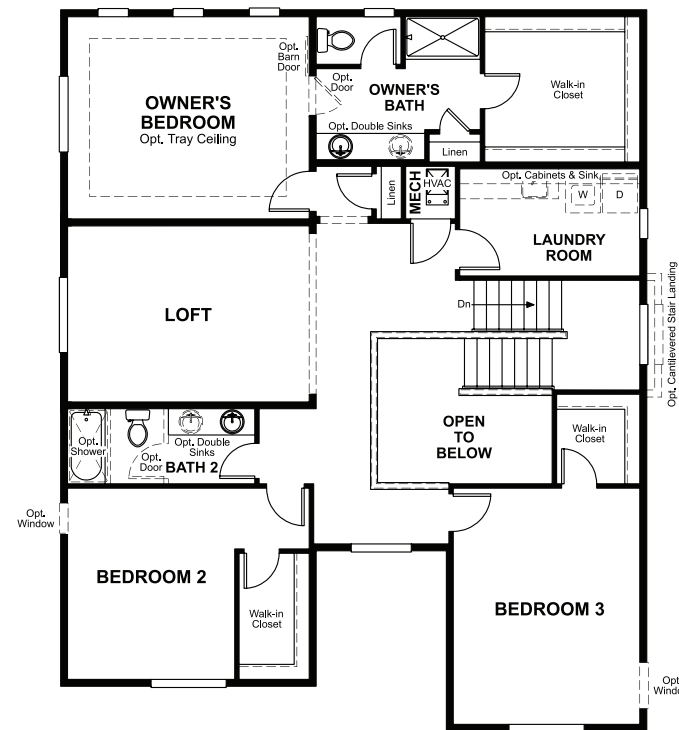 Opt.
Barn
Door
OWNER'S
BEDROOM
Opt. Tray Ceiling
Opt.
Door
OWNER'S
BATH
Opt. Double Sinks
Linen
Walk-in
Closet
Linen
MECH
HVAC
Opt. Cabinets & Sink
W
D
LAUNDRY
ROOM
LOFT
Dn
Opt. Cantilevered Stair Landing
OPEN
TO
BELOW
Walk-in
Closet
Opt.
Shower
Opt. Double
Sinks
Opt.
Door
BATH 2
Opt.
Window
BEDROOM 2
Walk-in
Closet
BEDROOM 3
Opt.
Windo